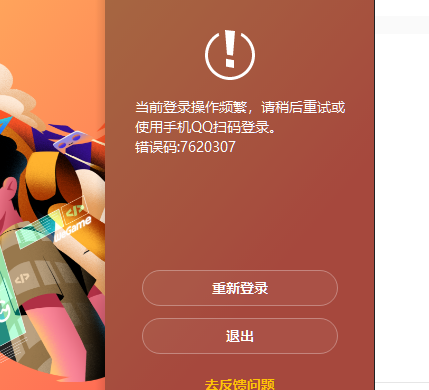 当前登录操作频繁，请稍后重试或
使用手机QQ扫码登录。
错误码:7620307
</>
WeGame
</>
重新登录
退出
去反馈问题